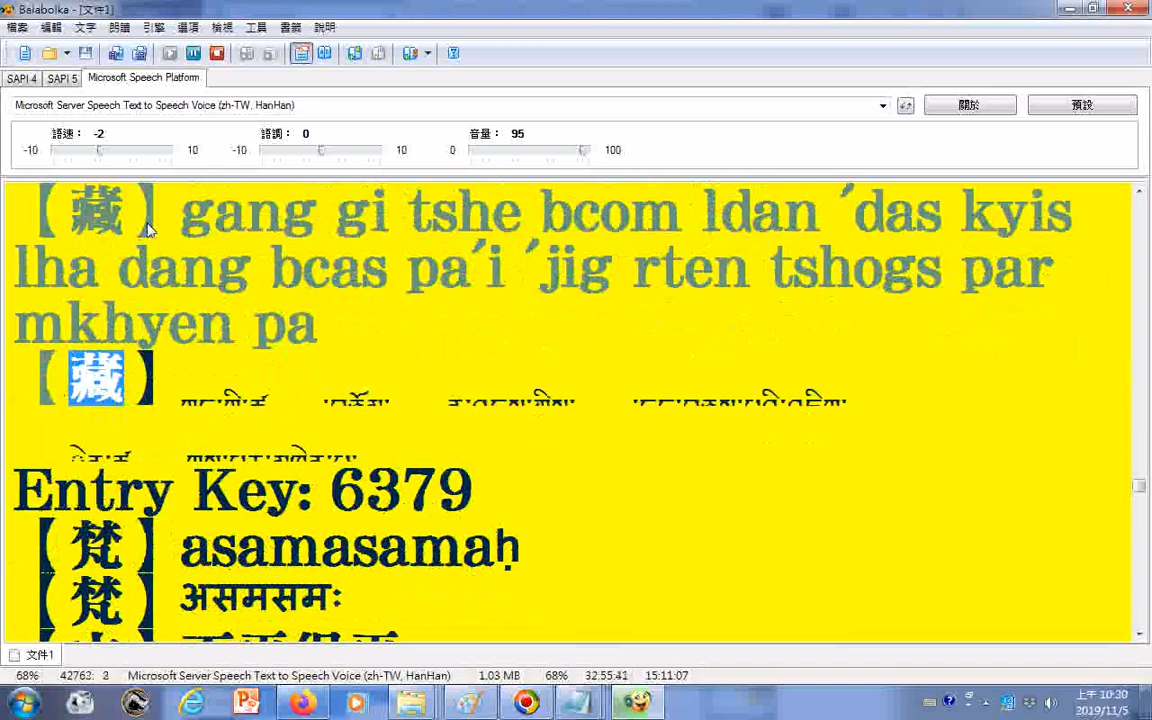 Balabolka - [文件1]
檔案 編輯 文字 朗讀 引擎 選項 檢視 工具 書籤 說明
SAPI 4 SAPI 5 Microsoft Speech Platform
Microsoft Server Speech Text to Speech Voice (zh-TW, HanHan) 關於 預設
語速： -2 語調： 0 音量： 95
-10 10 -10 10 0 100
【藏】gang gi tshe bcom ldan ´das kyis
lha dang bcas pa´i ´jig rten tshogs par
mkhyen pa
【藏】
Entry Key: 6379
【梵】asamasamaḥ
【梵】असमसमः
文件1
68% 42763: 2 Microsoft Server Speech Text to Speech Voice (zh-TW, HanHan) 1.03 MB 68% 32:55:41 15:11:07
上午 10:30
2019/11/5